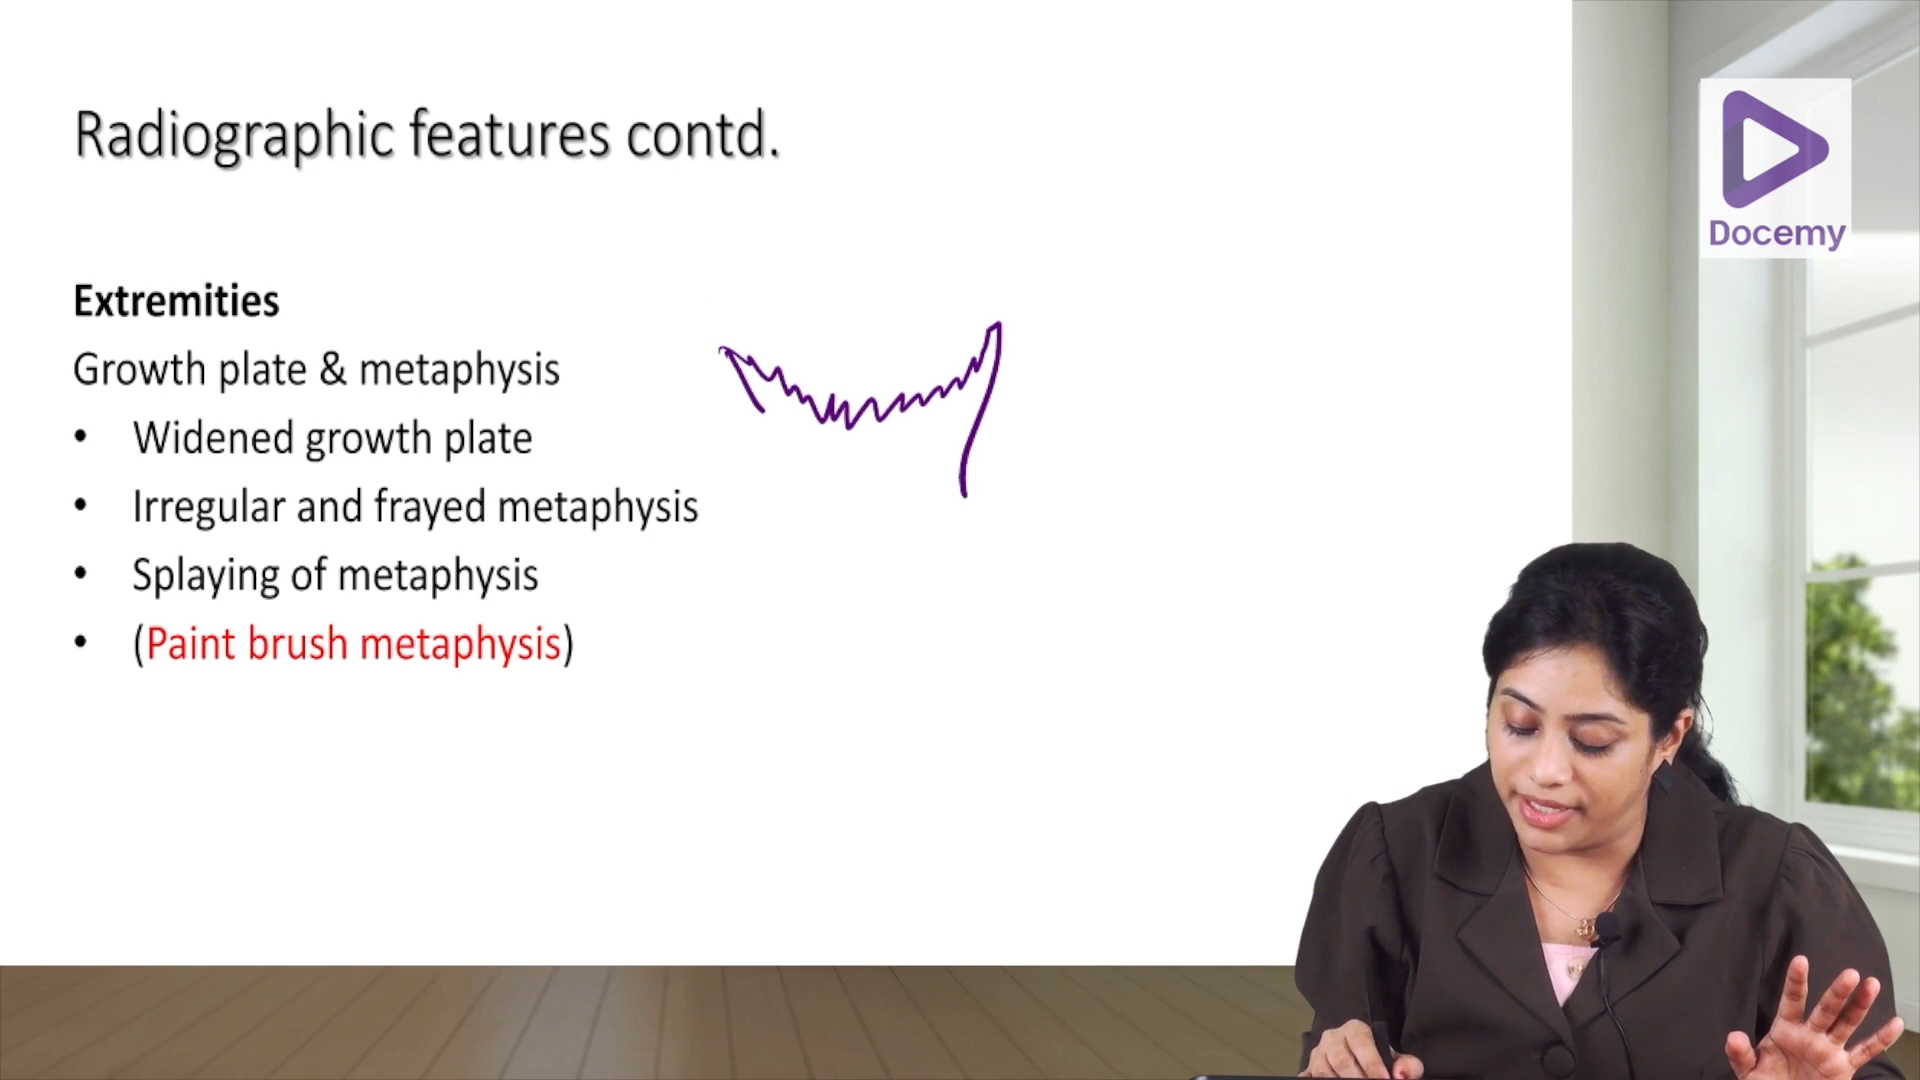 Radiographic features contd.
Docemy
Extremities
Growth plate & metaphysis
• Widened growth plate
• Irregular and frayed metaphysis
• Splaying of metaphysis
• (Paint brush metaphysis)